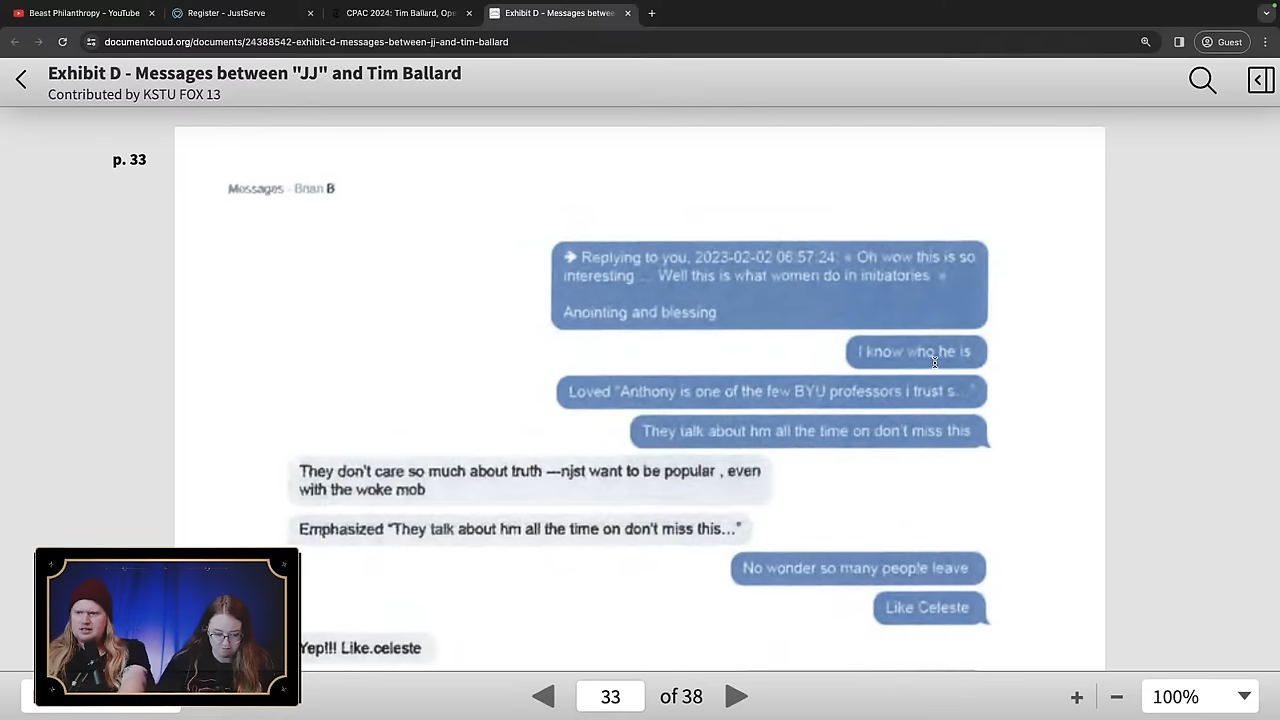 Beast Philanthropy - YouTube
Register - JustServe
CPAC 2024: Tim Ballard, Ope
Exhibit D - Messages betwee
documentcloud.org/documents/24388542-exhibit-d-messages-between-jj-and-tim-ballard
Guest
Exhibit D - Messages between "JJ" and Tim Ballard
Contributed by KSTU FOX 13
p. 33
Messages - Brian B
Replying to you, 2023-02-02 06:57:24: « Oh wow this is so
interesting ... Well this is what women do in initiatories »
Anointing and blessing
I know who he is
Loved "Anthony is one of the few BYU professors i trust s..."
They talk about hm all the time on don't miss this
They don't care so much about truth —njst want to be popular , even
with the woke mob
Emphasized "They talk about hm all the time on don't miss this..."
No wonder so many people leave
Like Celeste
Yep!!! Like.celeste
33 of 38
100%